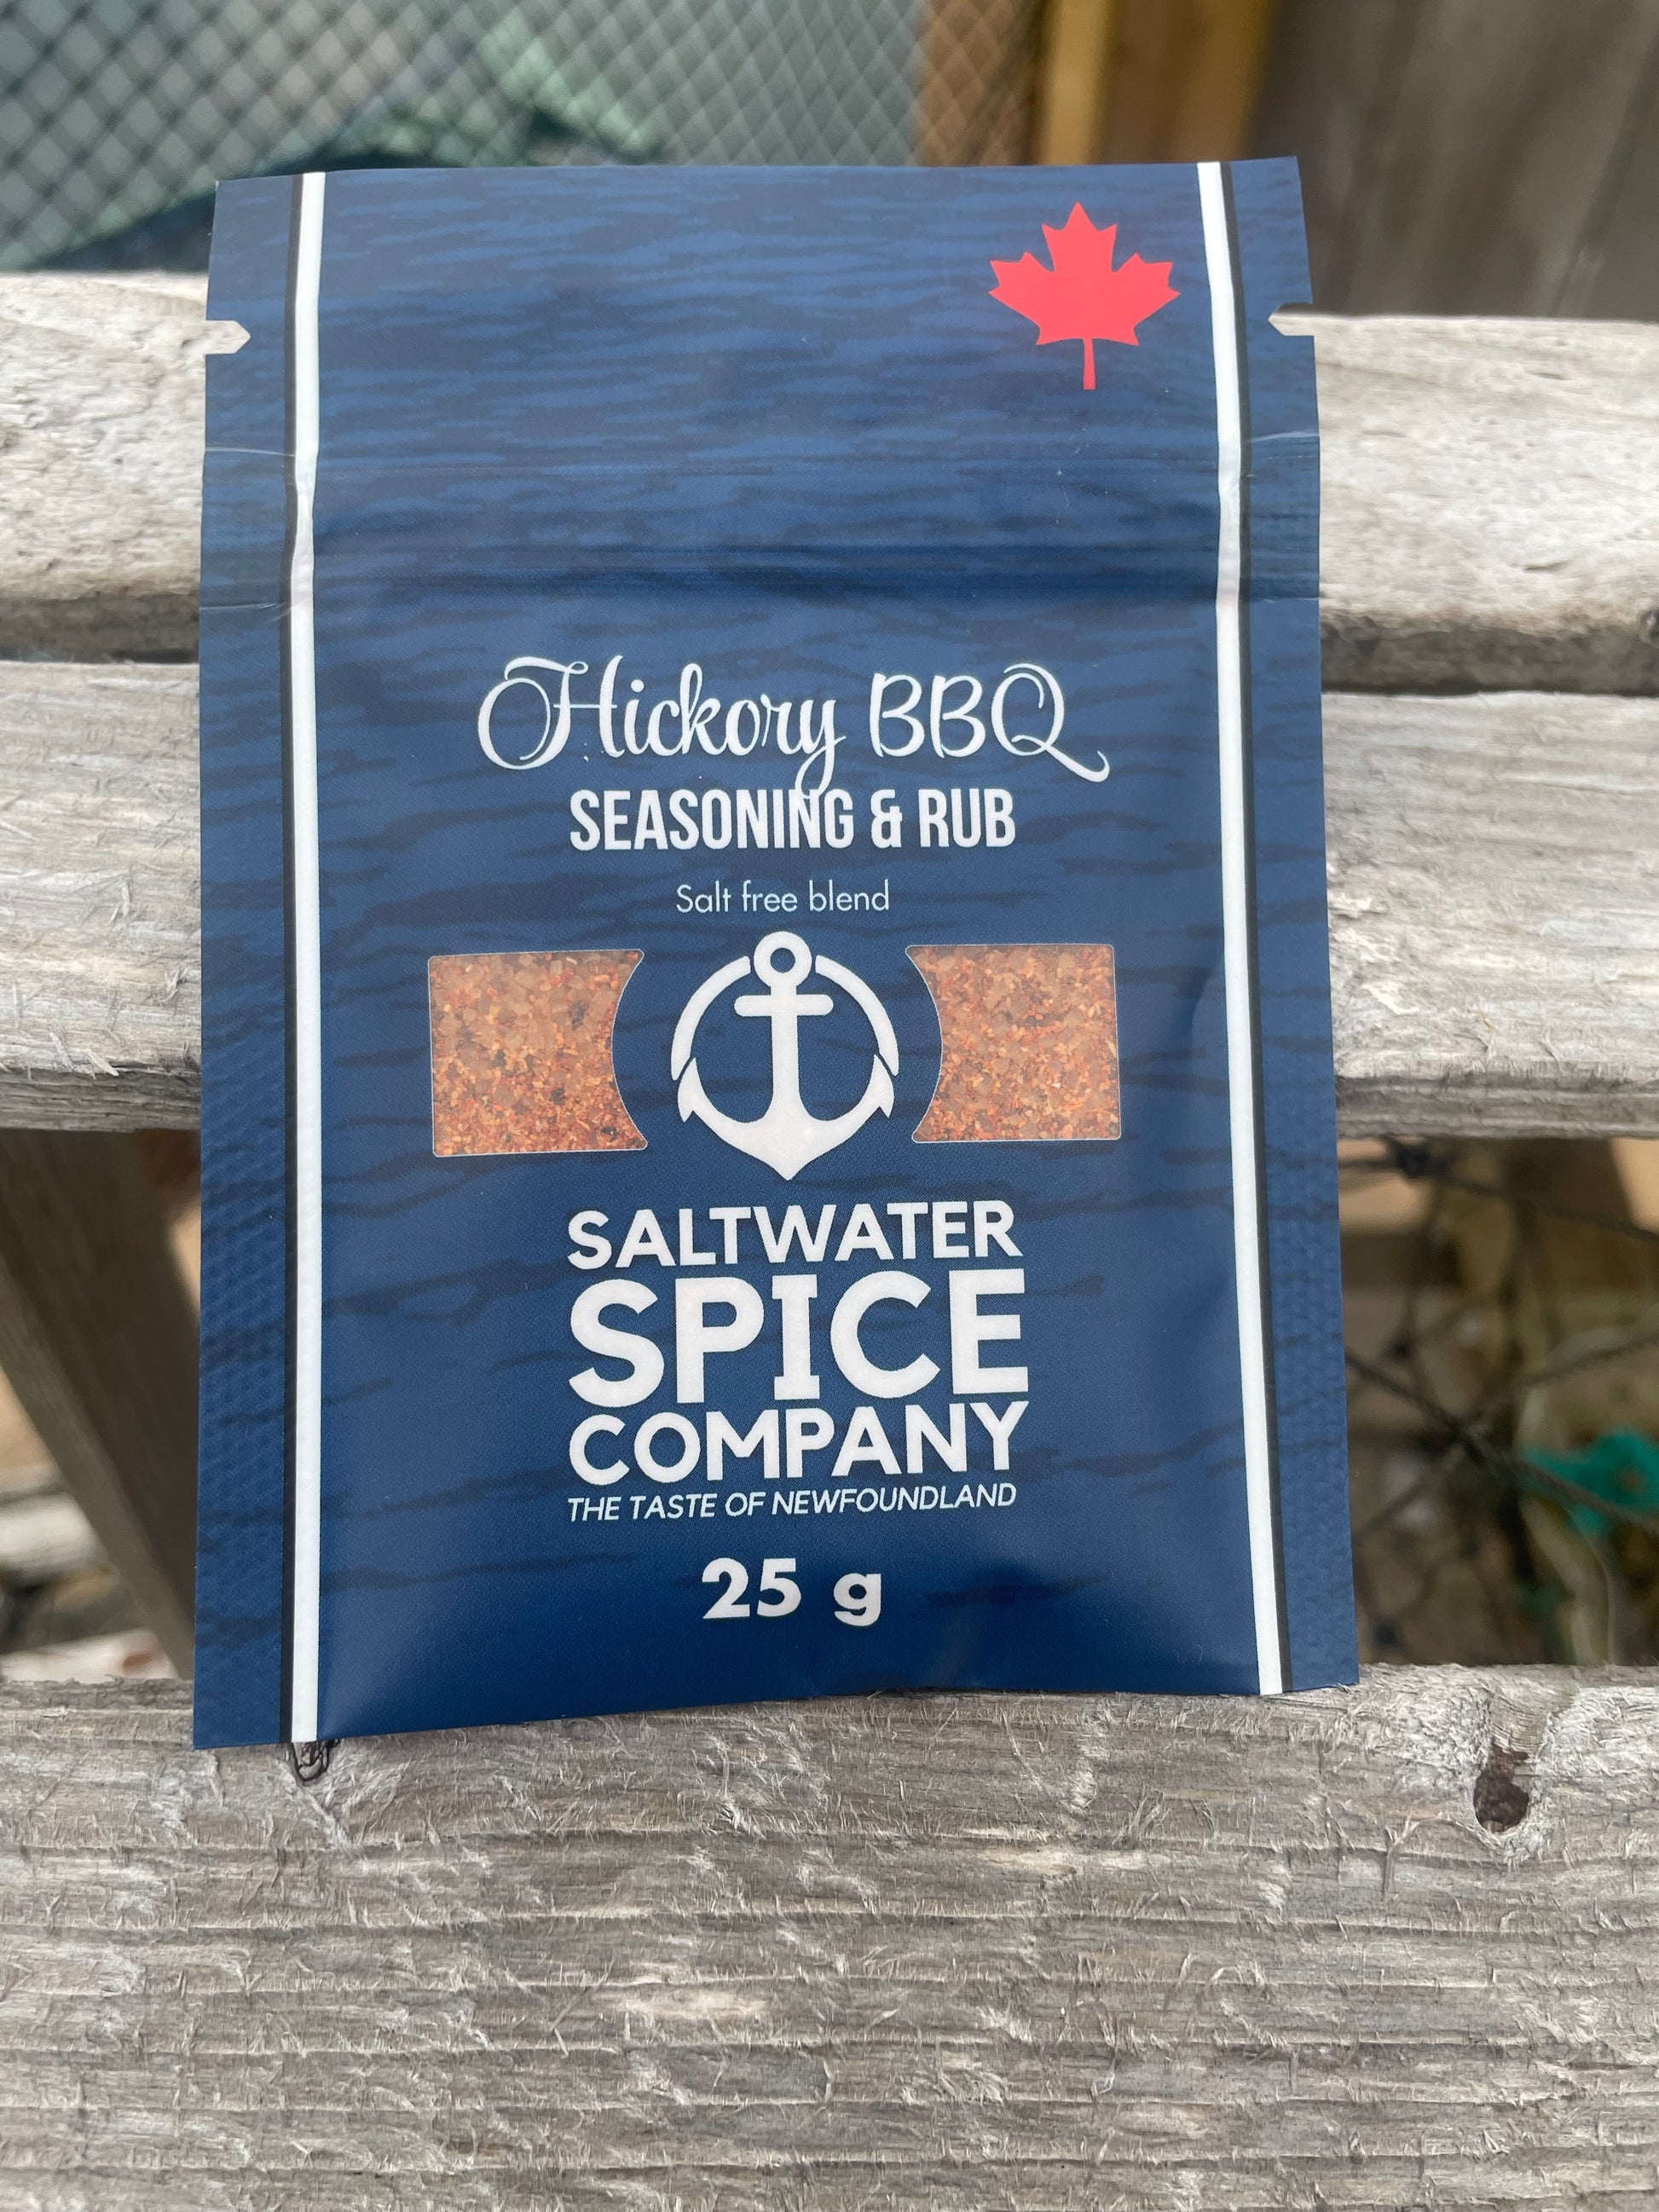 Hickory BBQ
SEASONING & RUB
Salt free blend
SALTWATER
SPICE
COMPANY
THE TASTE OF NEWFOUNDLAND
25 g